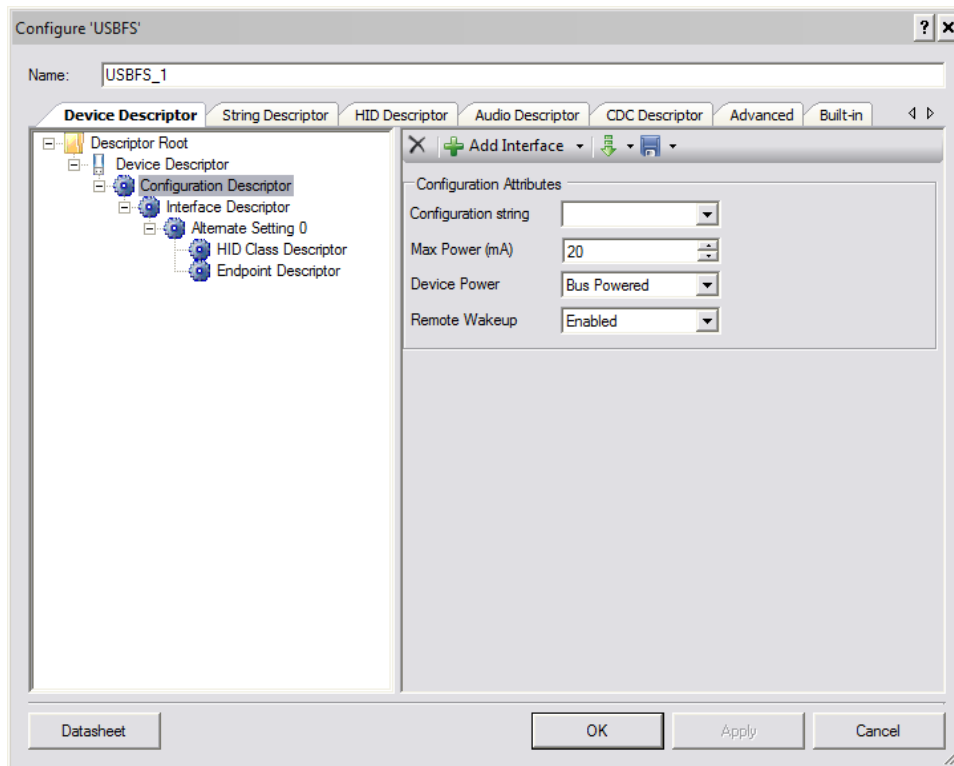 Configure 'USBFS'
?
Name: USBFS_1
Device Descriptor String Descriptor HID Descriptor Audio Descriptor CDC Descriptor Advanced Built-in
Descriptor Root
Device Descriptor
Configuration Descriptor
Interface Descriptor
Alternate Setting 0
HID Class Descriptor
Endpoint Descriptor
Add Interface
Configuration Attributes
Configuration string
Max Power (mA) 20
Device Power Bus Powered
Remote Wakeup Enabled
Datasheet OK Apply Cancel